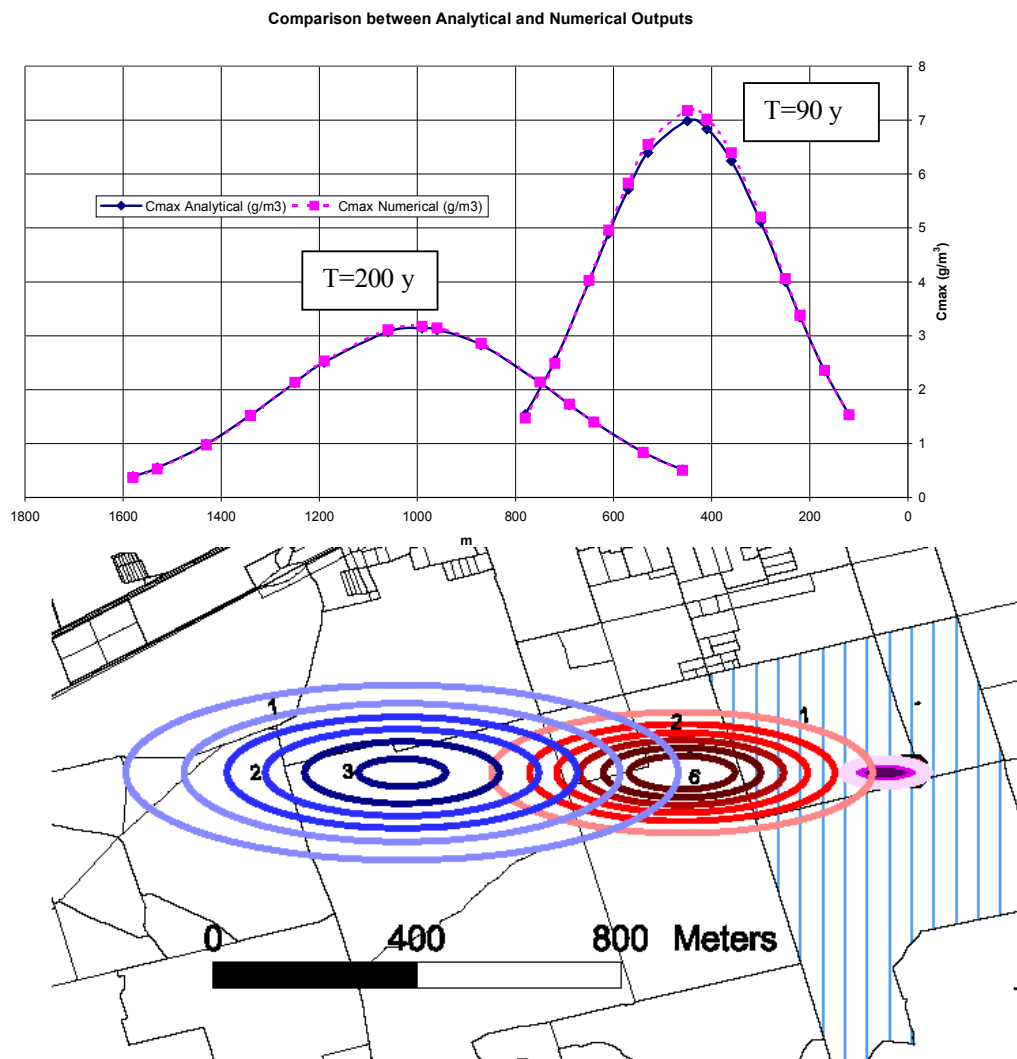 Comparison between Analytical and Numerical Outputs
8
7
6
5
4
3
2
1
0
Cmax (g/m³)
T=90 y
Cmax Analytical (g/m3) Cmax Numerical (g/m3)
T=200 y
1800 1600 1400 1200 1000 800 600 400 200 0
m
1 2 1
2 3
0 400 800 Meters